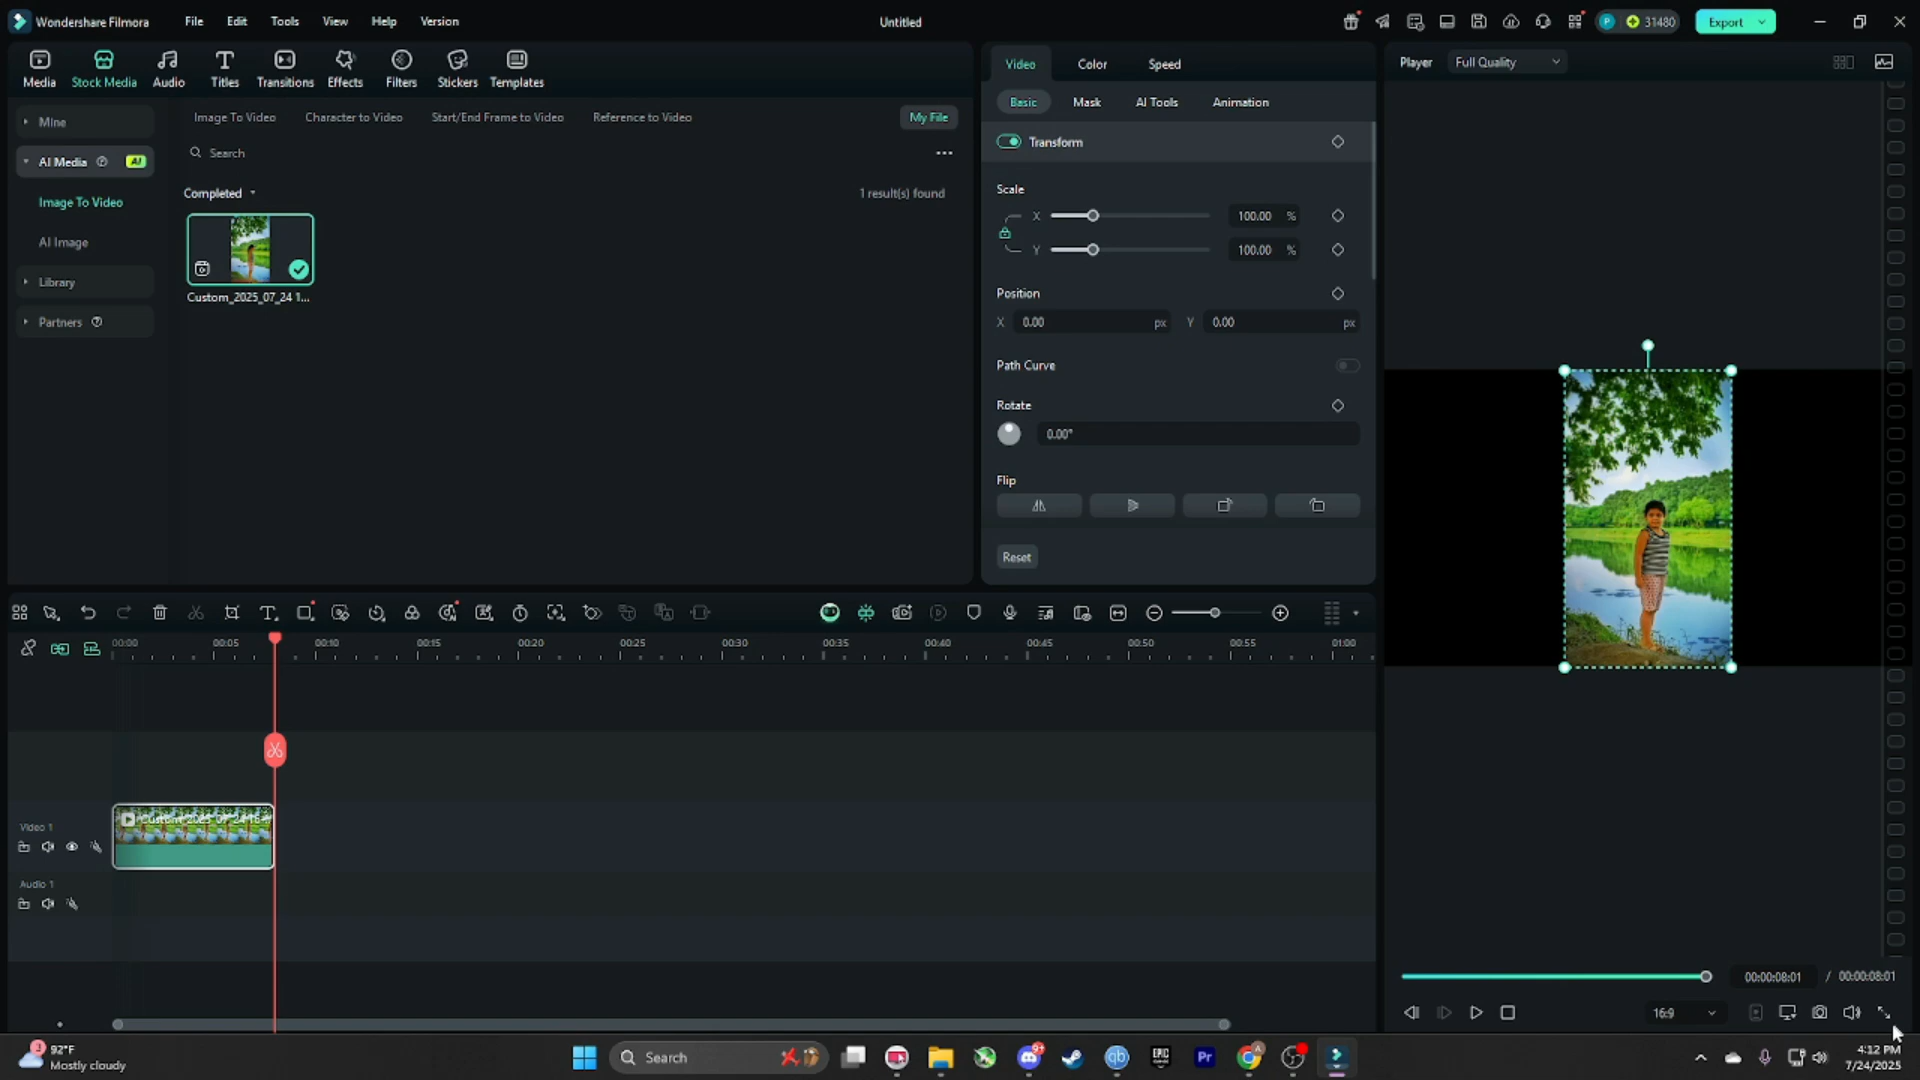 Wondershare Filmora File Edit Tools View Help Version Untitled P 31480 Export
Media Stock Media Audio Titles Transitions Effects Filters Stickers Templates
Mine
AI Media AI
Image To Video
AI Image
Library
Partners
Image To Video Character to Video Start/End Frame to Video Reference to Video My File
Search
Completed 1 result(s) found
Custom_2025_07_24 1...
Video Color Speed
Basic Mask AI Tools Animation
Transform
Scale
X 100.00 %
Y 100.00 %
Position
X 0.00 px Y 0.00 px
Path Curve
Rotate
0.00°
Flip
Reset
Player Full Quality
00:00 00:05 00:10 00:15 00:20 00:25 00:30 00:35 00:40 00:45 00:50 00:55 01:00
Video 1
Audio 1
00:00:08:01 / 00:00:08:01
16:9
3 92°F
Mostly cloudy
Search
9+
qb
EPIC
Pr
A
4:12 PM
7/24/2025